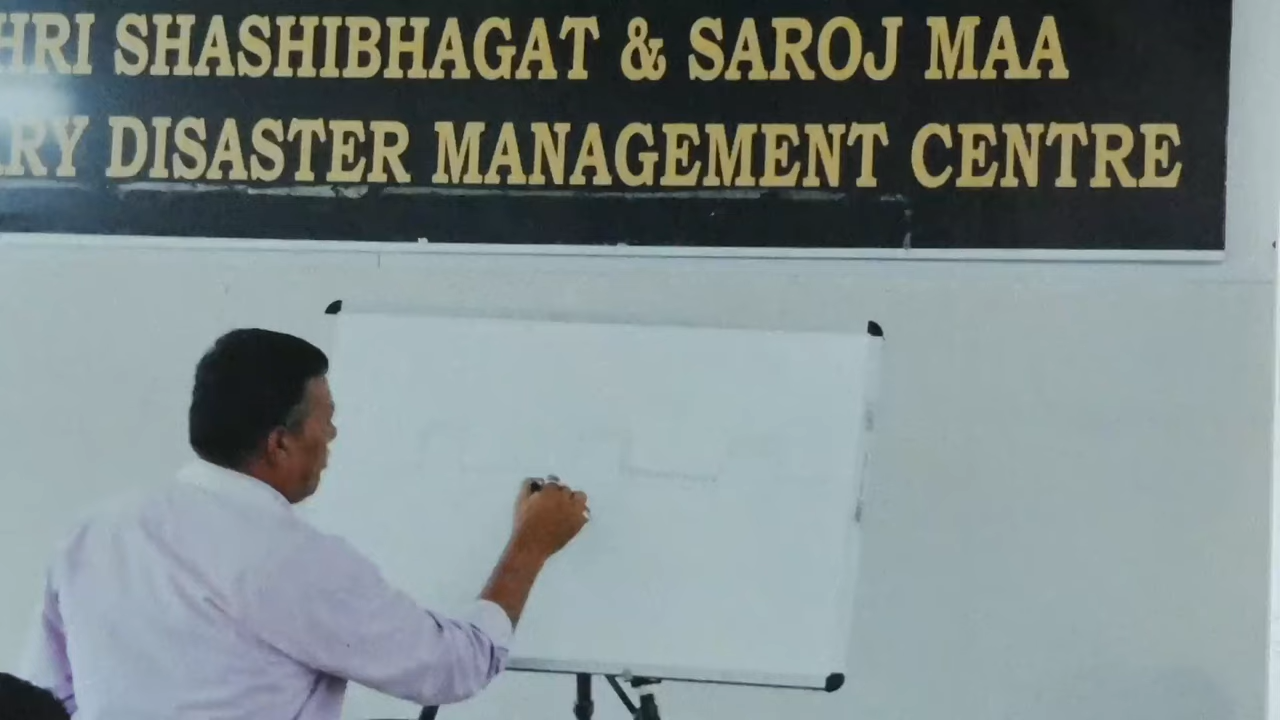 HRI SHASHIBHAGAT & SAROJ MAA
RY DISASTER MANAGEMENT CENTRE